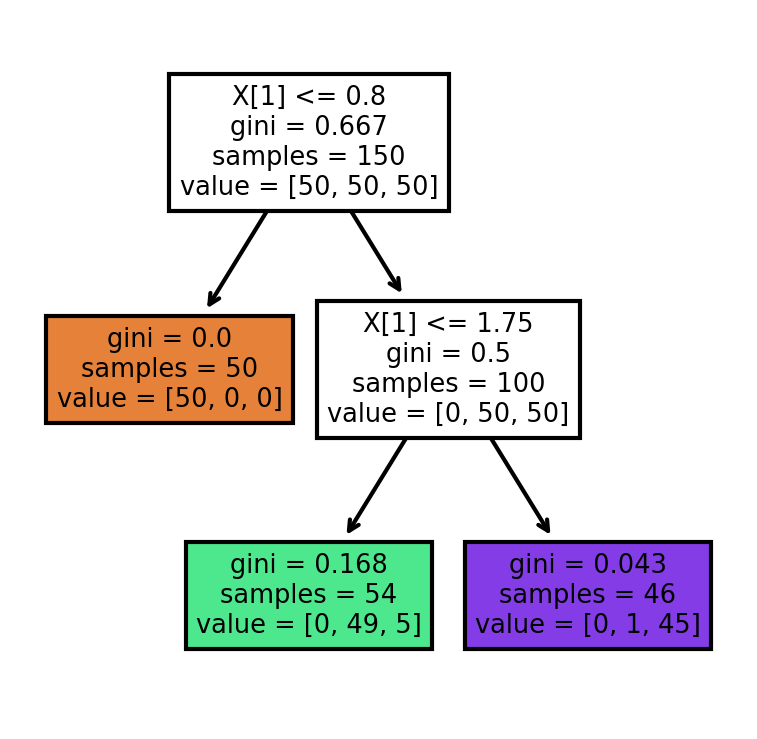 X[1] <= 0.8
gini = 0.667
samples = 150
value = [50, 50, 50]
gini = 0.0
samples = 50
value = [50, 0, 0]
X[1] <= 1.75
gini = 0.5
samples = 100
value = [0, 50, 50]
gini = 0.168
samples = 54
value = [0, 49, 5]
gini = 0.043
samples = 46
value = [0, 1, 45]